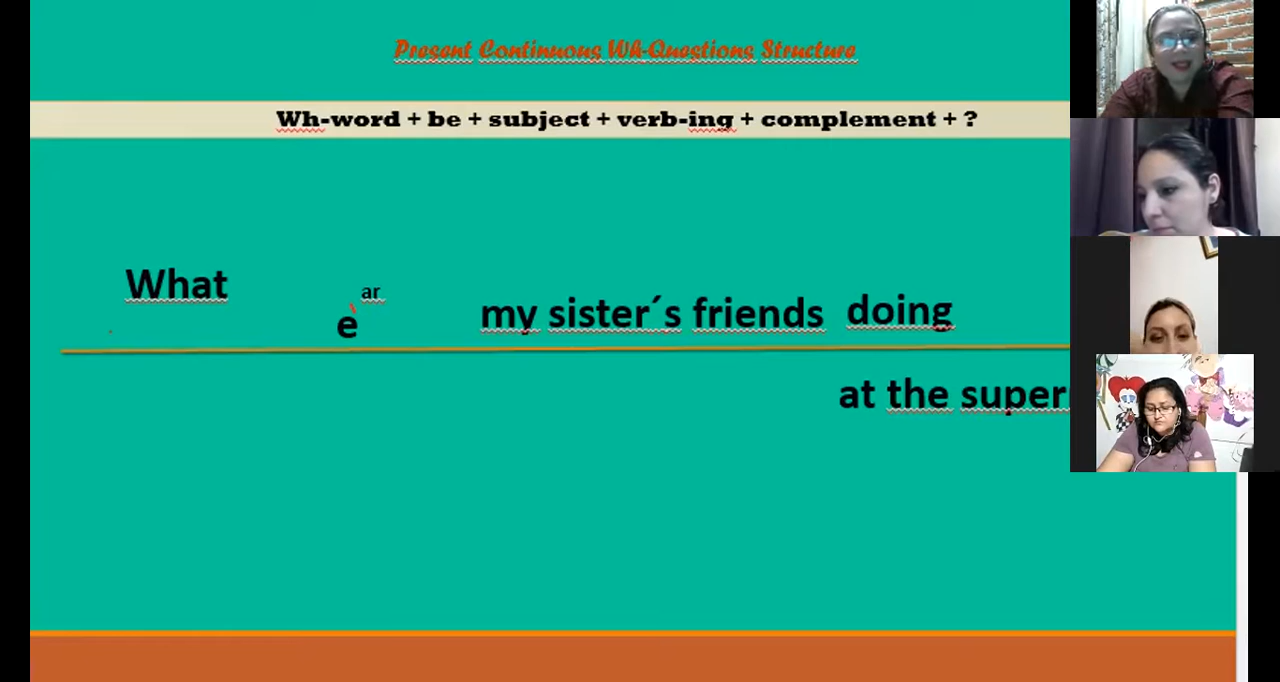 Present Continuous Wh-Questions Structure
Wh-word + be + subject + verb-ing + complement + ?
What
ar
e
my sister´s friends doing
at the super